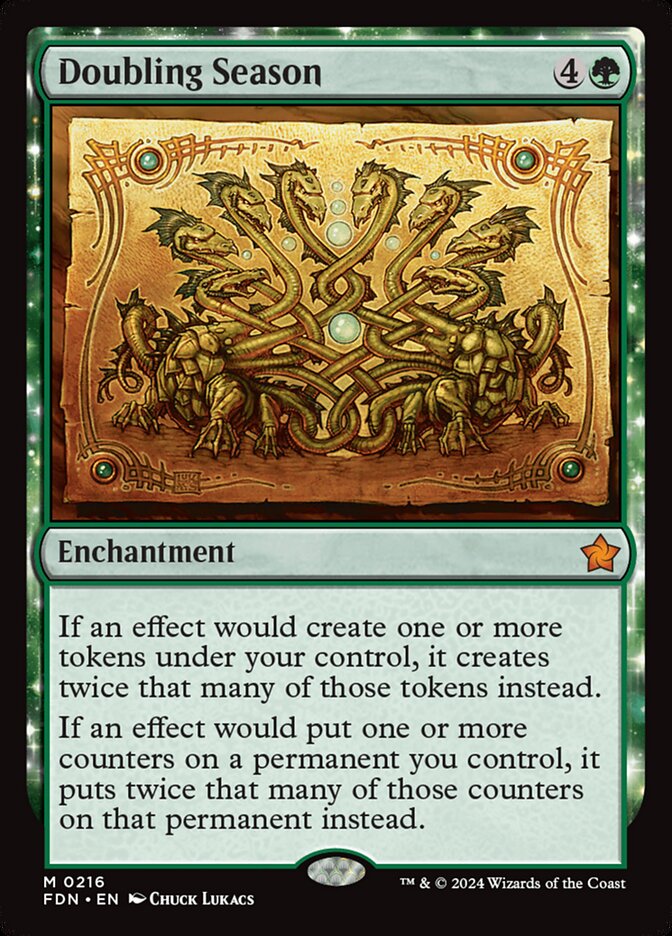 Doubling Season 4
Enchantment
If an effect would create one or more
tokens under your control, it creates
twice that many of those tokens instead.
If an effect would put one or more
counters on a permanent you control, it
puts twice that many of those counters
on that permanent instead.
M 0216
FDN • EN Chuck Lukacs
™ & © 2024 Wizards of the Coast